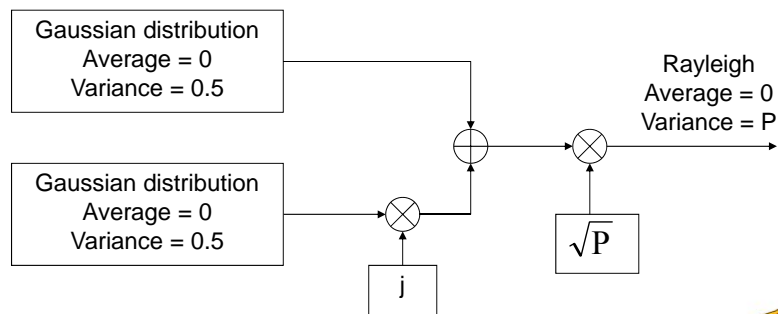 Gaussian distribution
Average = 0
Variance = 0.5
Rayleigh
Average = 0
Variance = P
Gaussian distribution
Average = 0
Variance = 0.5
√P
j